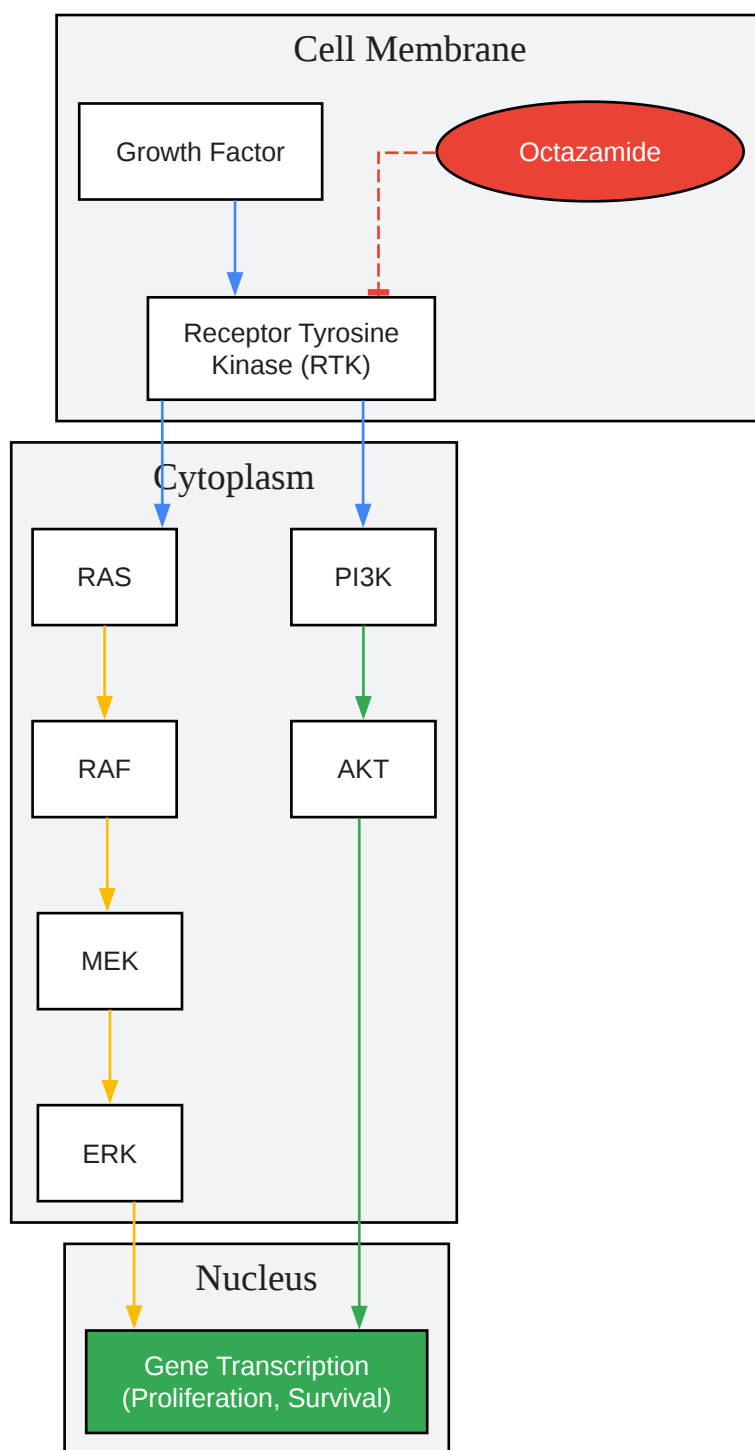 Cell Membrane
Growth Factor
Octazamide
Receptor Tyrosine
Kinase (RTK)
Cytoplasm
RAS
PI3K
RAF
AKT
MEK
ERK
Nucleus
Gene Transcription
(Proliferation, Survival)